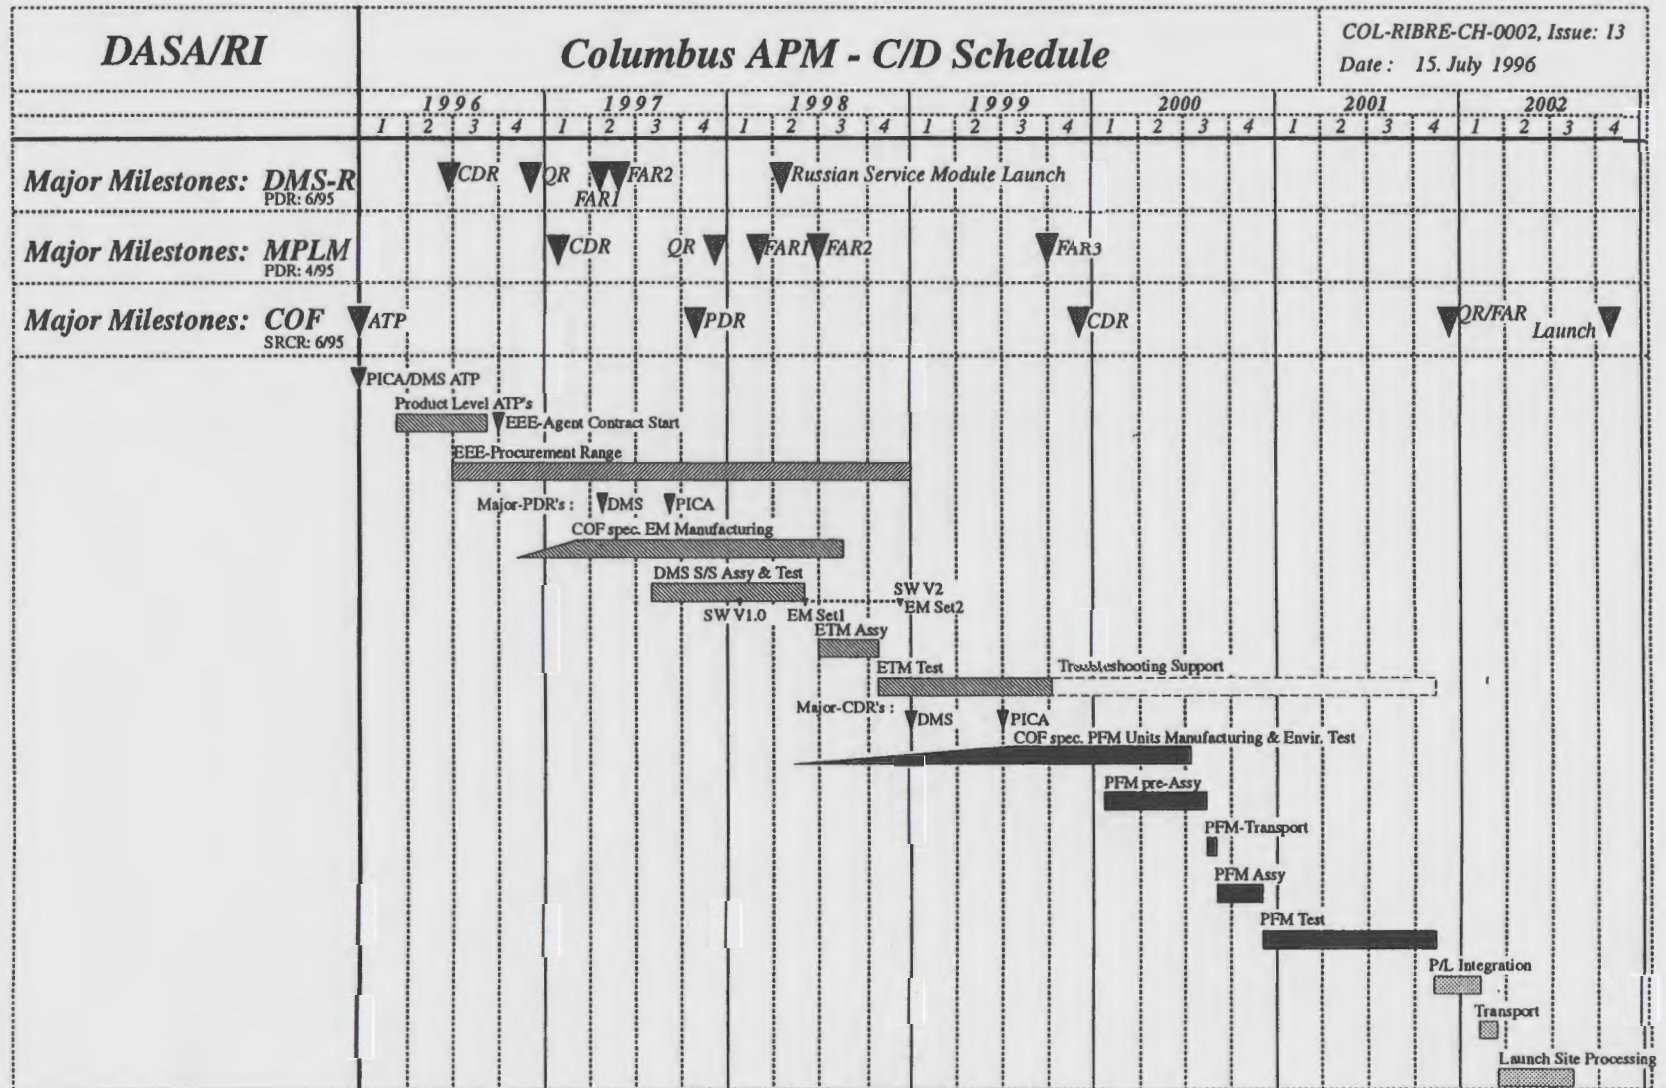 DASA/RI
Columbus APM - C/D Schedule
COL-RIBRE-CH-0002, Issue: 13
Date : 15. July 1996
1996 1997 1998 1999 2000 2001 2002
1 2 3 4 1 2 3 4 1 2 3 4 1 2 3 4 1 2 3 4 1 2 3 4 1 2 3 4
Major Milestones: DMS-R
PDR: 6/95
CDR QR FAR1 FAR2 Russian Service Module Launch
Major Milestones: MPLM
PDR: 4/95
CDR QR FAR1 FAR2 FAR3
Major Milestones: COF
SRCR: 6/95
ATP PDR CDR QR/FAR Launch
PICA/DMS ATP
Product Level ATP's
EEE-Agent Contract Start
EEE-Procurement Range
Major-PDR's : DMS PICA
COF spec. EM Manufacturing
DMS S/S Assy & Test
SW V2
SW V1.0 EM Set1 EM Set2
ETM Assy
ETM Test Troubleshooting Support
Major-CDR's : DMS PICA
COF spec. PFM Units Manufacturing & Envir. Test
PFM pre-Assy
PFM-Transport
PFM Assy
PFM Test
P/L Integration
Transport
Launch Site Processing